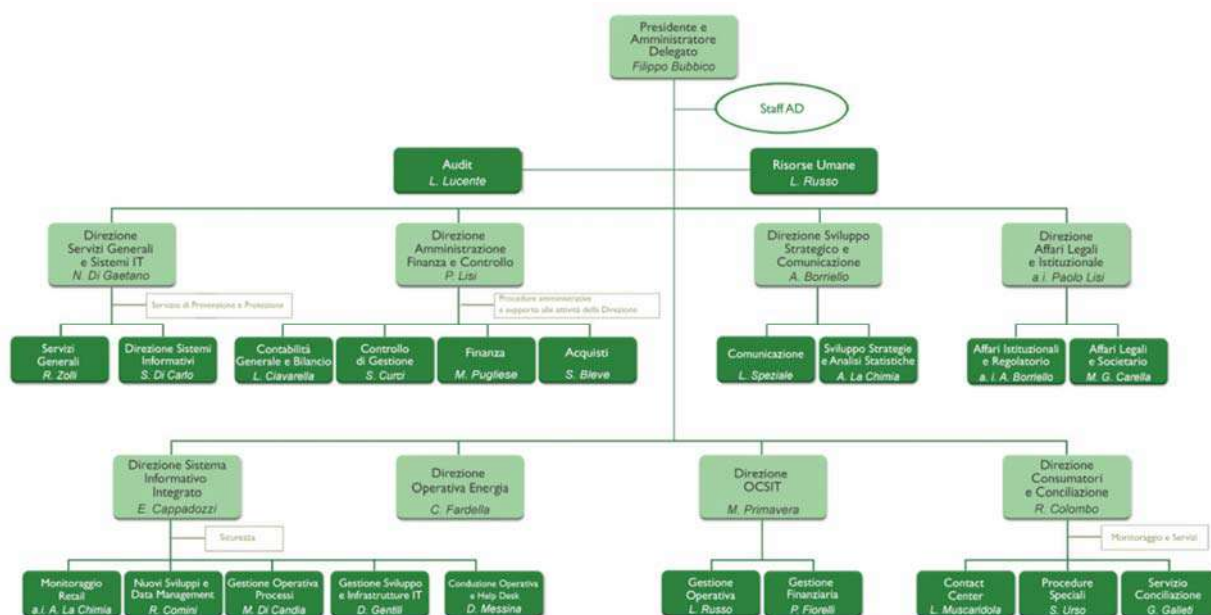 Presidente e
Amministratore
Delegato
Filippo Bubbico
Staff AD
Audit
L. Lucente
Risorse Umane
L. Russo
Direzione
Servizi Generali
e Sistemi IT
N. Di Gaetano
Direzione
Amministrazione
Finanza e Controllo
P. Lisi
Direzione Sviluppo
Strategico e
Comunicazione
A. Borriello
Direzione
Affari Legali
e Istituzionale
a.i. Paolo Lisi
Servizio di Prevenzione e Protezione
Procedure amministrative
e supporto alle attività della Direzione
Servizi
Generali
R. Zolli
Direzione Sistemi
Informativi
S. Di Carlo
Contabilità
Generale e Bilancio
L. Ciavarella
Controllo
di Gestione
S. Curci
Finanza
M. Pugliese
Acquisti
S. Bleve
Comunicazione
L. Speziale
Sviluppo Strategie
e Analisi Statistiche
A. La Chimia
Affari Istituzionali
e Regolatorio
a. i. A. Borriello
Affari Legali
e Societario
M. G. Carella
Direzione Sistema
Informativo
Integrato
E. Cappadozzi
Direzione
Operativa Energia
C. Fardella
Direzione
OCSIT
M. Primavera
Direzione
Consumatori
e Conciliazione
R. Colombo
Sicurezza
Monitoraggio e Servizi
Monitoraggio
Retail
a.i. A. La Chimia
Nuovi Sviluppi e
Data Management
R. Comini
Gestione Operativa
Processi
M. Di Candia
Gestione Sviluppo
e Infrastrutture IT
D. Gentili
Conduzione Operativa
e Help Desk
D. Messina
Gestione
Operativa
L. Russo
Gestione
Finanziaria
P. Fiorelli
Contact
Center
L. Muscaridola
Procedure
Speciali
S. Urso
Servizio
Conciliazione
S. Galieti